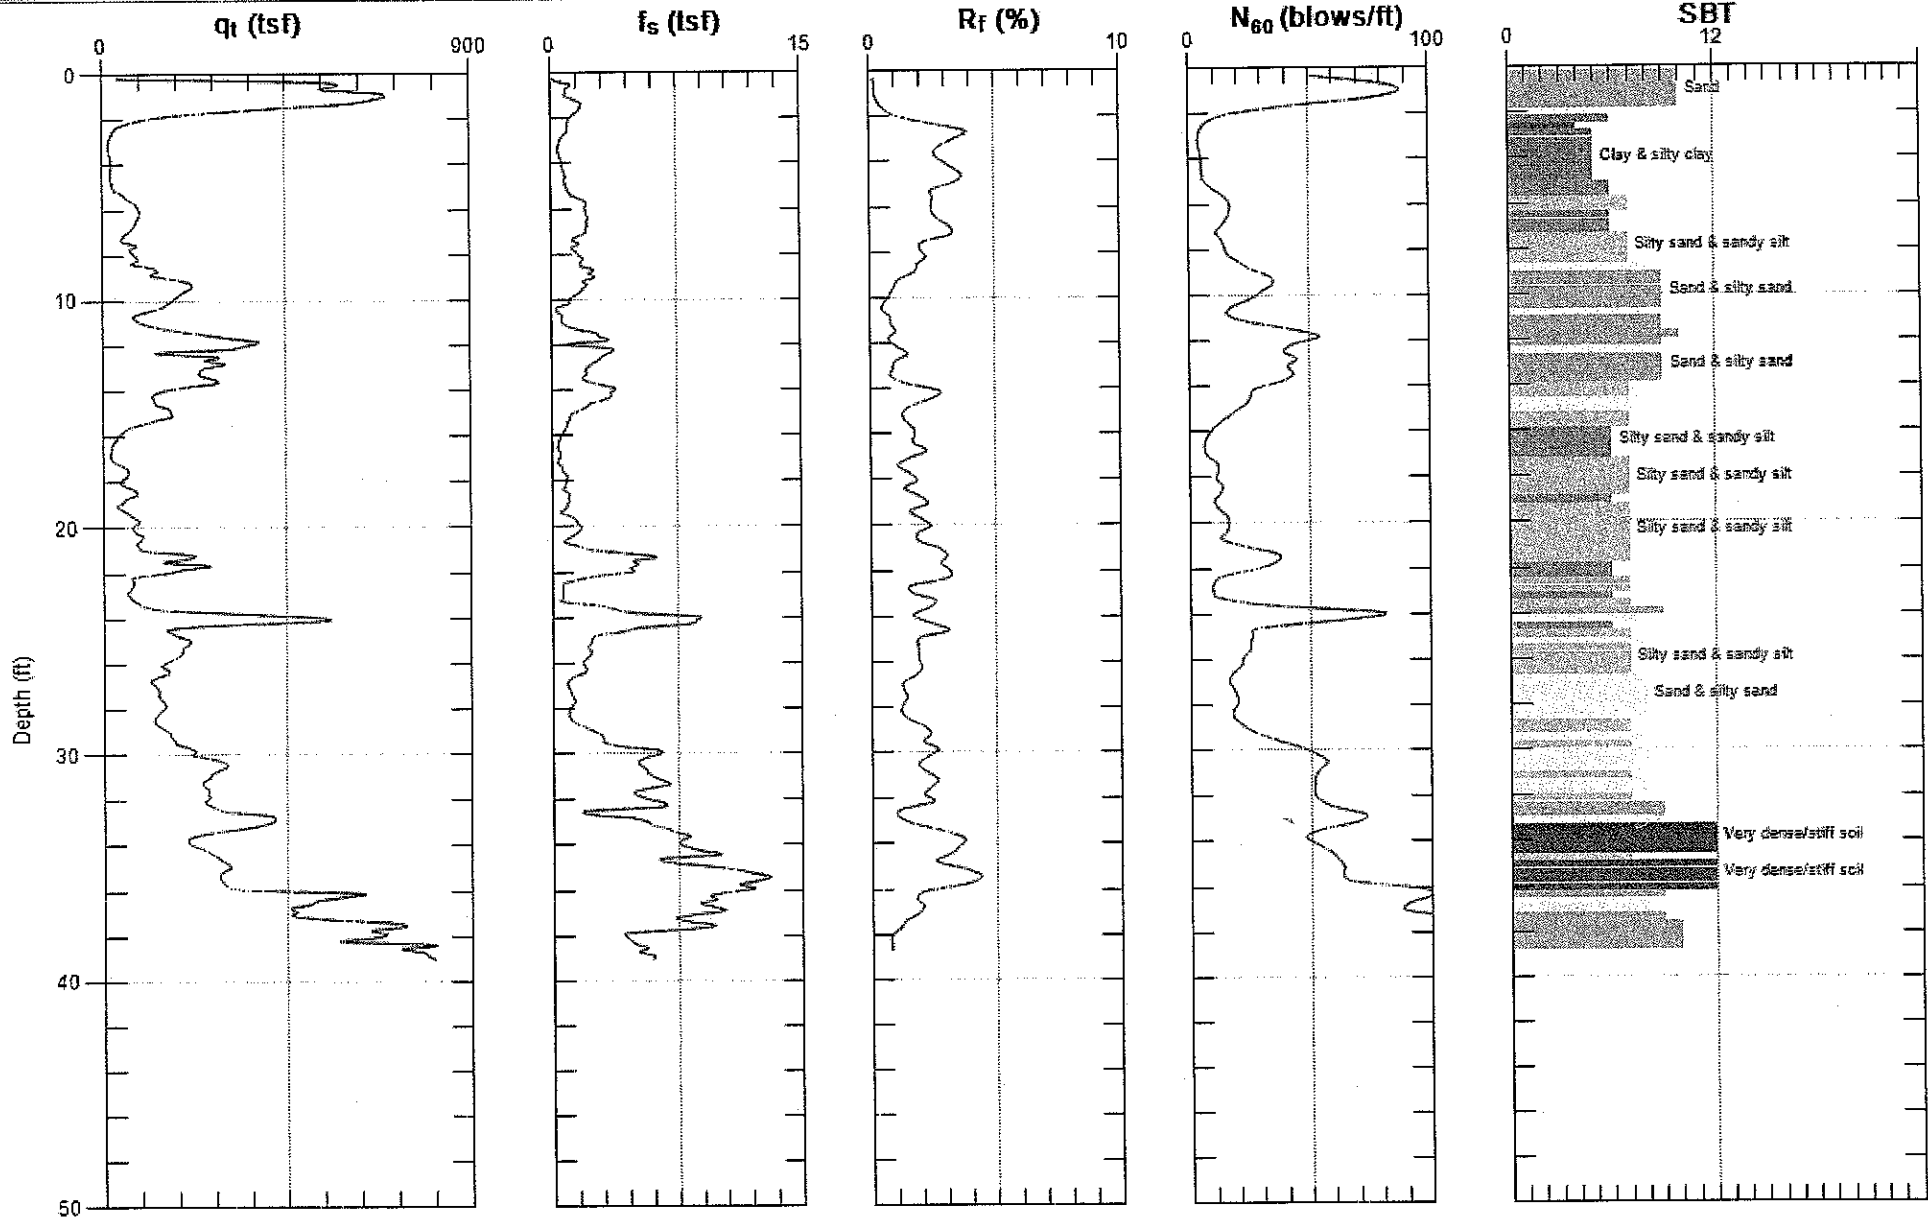 qt (tsf)
0 900
fs (tsf)
0 15
Rf (%)
0 10
N60 (blows/ft)
0 100
SBT
0 12
Depth (ft)
0
10
20
30
40
50
Sand
Clay & silty clay
Silty sand & sandy silt
Sand & silty sand
Sand & silty sand
Silty sand & sandy silt
Silty sand & sandy silt
Silty sand & sandy silt
Silty sand & sandy silt
Sand & silty sand
Very dense/stiff soil
Very dense/stiff soil